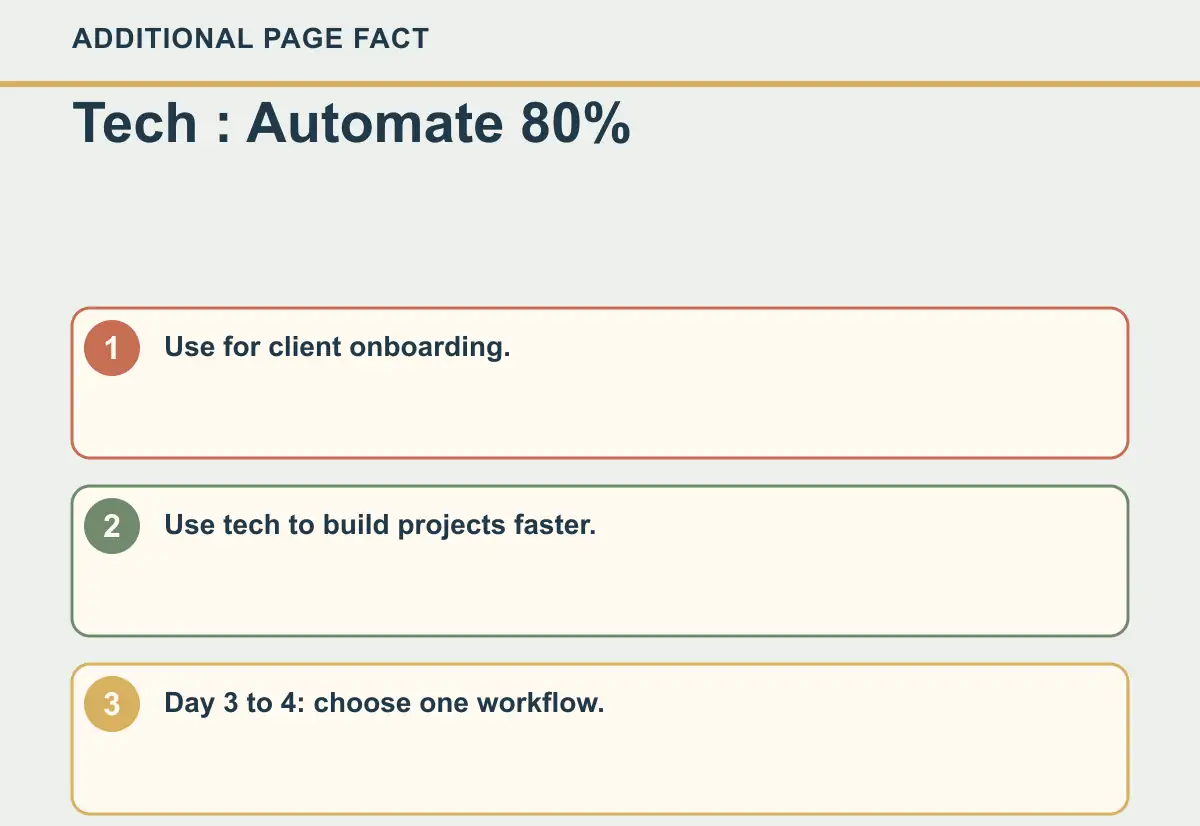 ADDITIONAL PAGE FACT
Tech : Automate 80%
1 Use for client onboarding.
2 Use tech to build projects faster.
3 Day 3 to 4: choose one workflow.